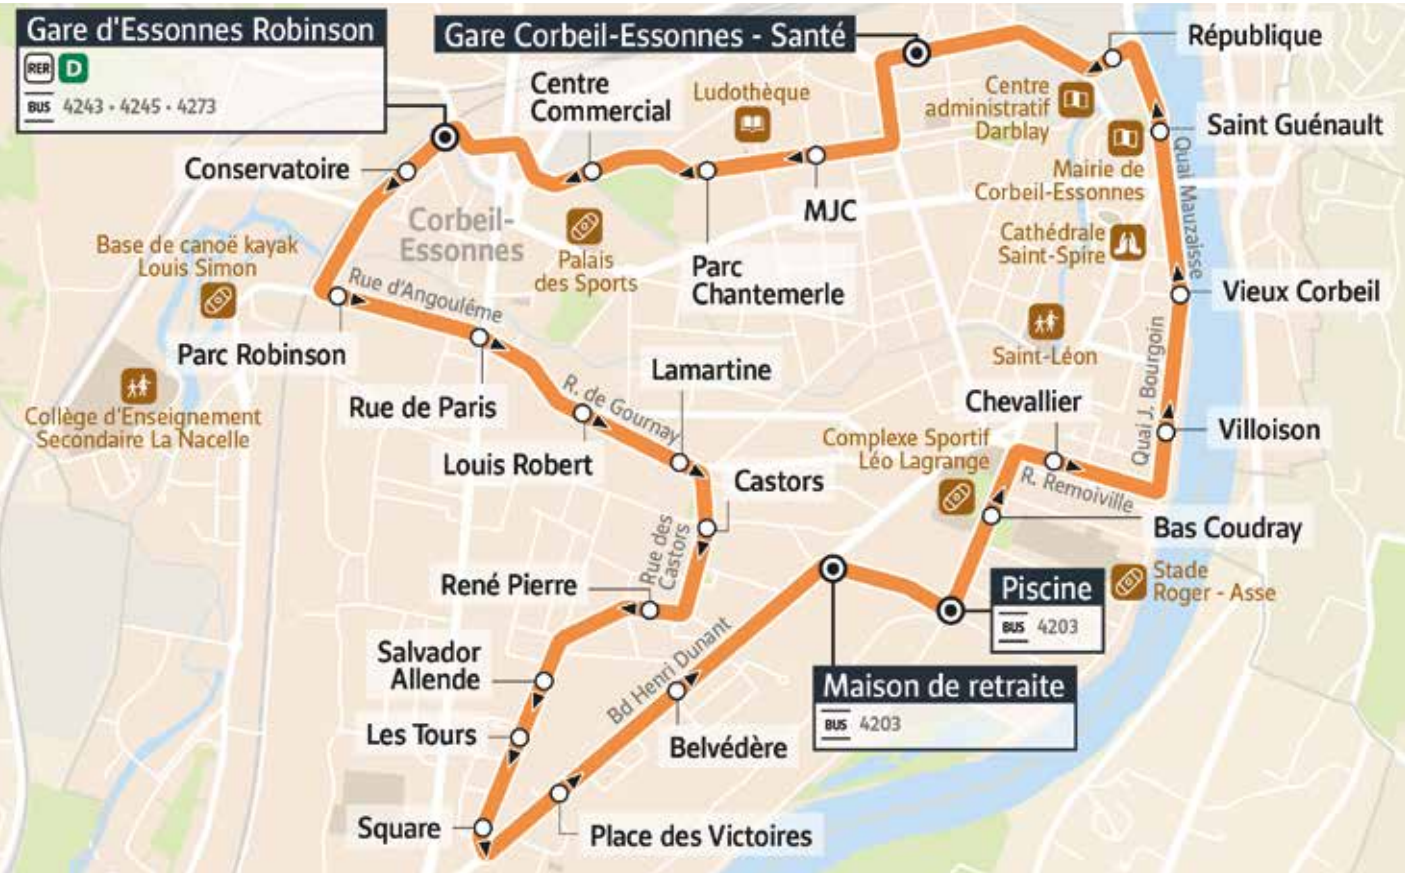 Gare d'Essonnes Robinson
RER D
BUS 4243 • 4245 • 4273
Gare Corbeil-Essonnes - Santé
République
Centre
Commercial
Ludothèque
Centre
administratif
Darblay
Saint Guénault
Conservatoire
Mairie de
Corbeil-Essonnes
Quai Mauzaisse
MJC
Corbeil-
Essonnes
Base de canoë kayak
Louis Simon
Palais
des Sports
Parc
Chantemerle
Cathédrale
Saint-Spire
Vieux Corbeil
Rue d'Angoulême
Parc Robinson
Saint-Léon
Quai J. Bourgoin
Lamartine
Collège d'Enseignement
Secondaire La Nacelle
Rue de Paris
R. de Gournay
Chevallier
Villoison
Complexe Sportif
Léo Lagrange
Louis Robert
Castors
R. Remoiville
Bas Coudray
Rue des
Castors
René Pierre
Piscine
BUS 4203
Stade
Roger - Asse
Salvador
Allende
Bd Henri Dunant
Maison de retraite
BUS 4203
Les Tours
Belvédère
Square
Place des Victoires